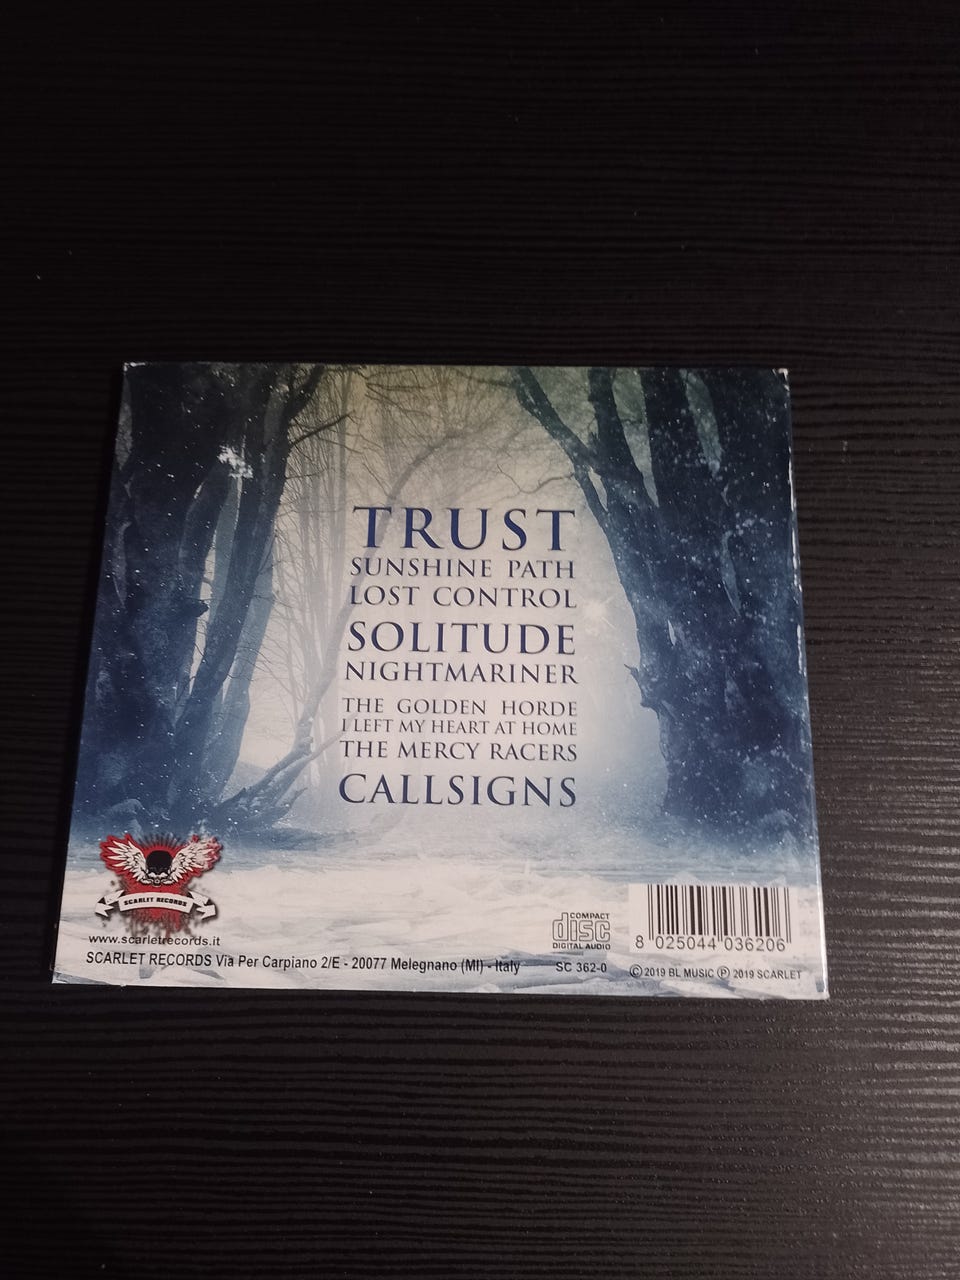 TRUST
SUNSHINE PATH
LOST CONTROL
SOLITUDE
NIGHTMARINER
THE GOLDEN HORDE
I LEFT MY HEART AT HOME
THE MERCY RACERS
CALLSIGNS
SCARLET RECORDS
www.scarletrecords.it
SCARLET RECORDS Via Per Carpiano 2/E - 20077 Melegnano (MI) - Italy
COMPACT
disc
DIGITAL AUDIO
SC 362-0
8 025044 036206
© 2019 BL MUSIC ℗ 2019 SCARLET